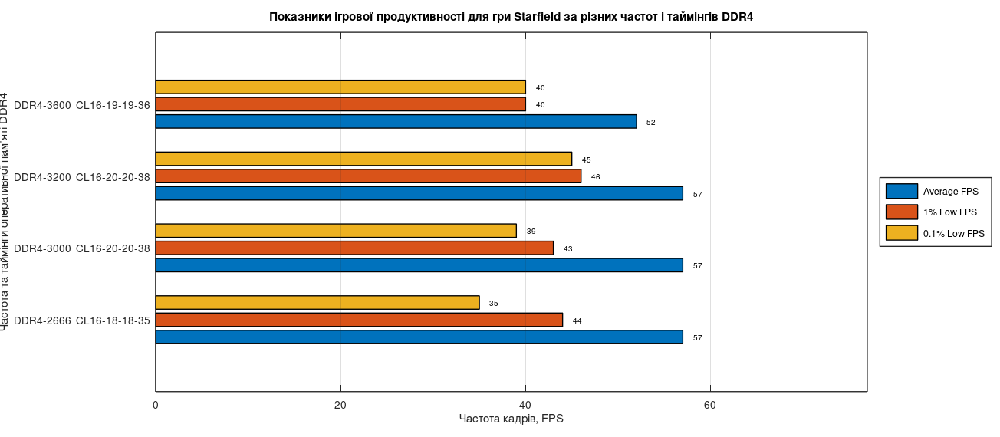 Показники ігрової продуктивності для гри Starfield за різних частот і таймінгів DDR4
Частота та таймінги оперативної пам'яті DDR4
DDR4-3600 CL16-19-19-36
40
40
52
DDR4-3200 CL16-20-20-38
45
46
57
DDR4-3000 CL16-20-20-38
39
43
57
DDR4-2666 CL16-18-18-35
35
44
57
0 20 40 60
Частота кадрів, FPS
Average FPS
1% Low FPS
0.1% Low FPS